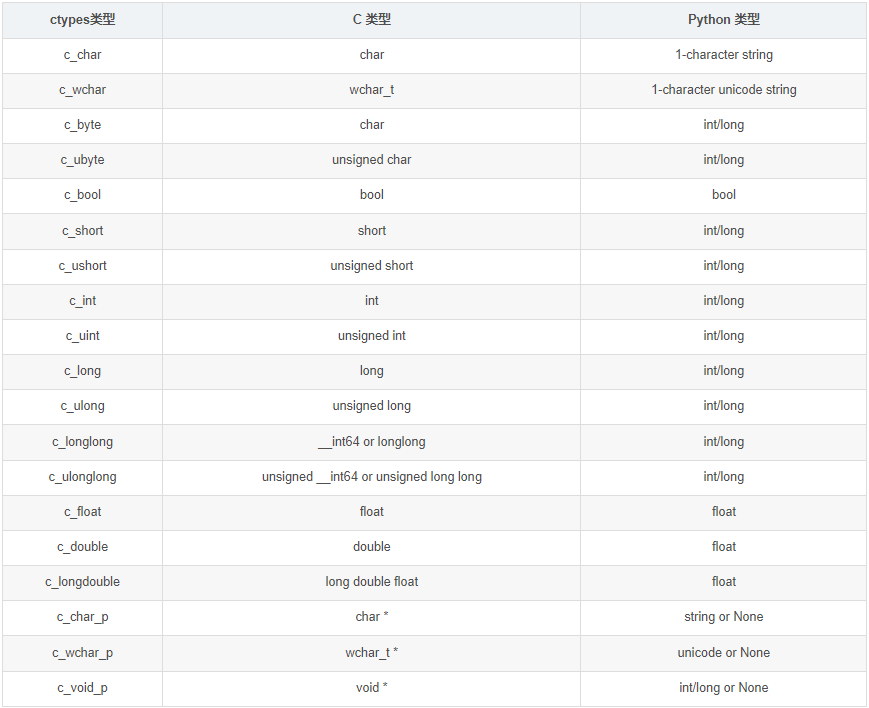 ctypes类型 C 类型 Python 类型
c_char char 1-character string
c_wchar wchar_t 1-character unicode string
c_byte char int/long
c_ubyte unsigned char int/long
c_bool bool bool
c_short short int/long
c_ushort unsigned short int/long
c_int int int/long
c_uint unsigned int int/long
c_long long int/long
c_ulong unsigned long int/long
c_longlong __int64 or longlong int/long
c_ulonglong unsigned __int64 or unsigned long long int/long
c_float float float
c_double double float
c_longdouble long double float float
c_char_p char * string or None
c_wchar_p wchar_t * unicode or None
c_void_p void * int/long or None